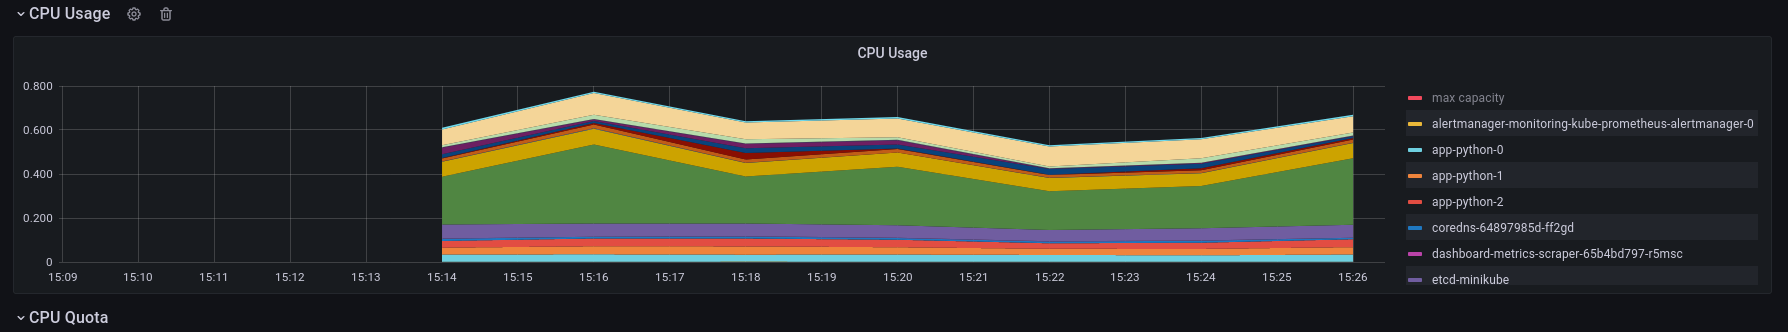 CPU Usage
CPU Usage
0.800
0.600
0.400
0.200
0
15:09 15:10 15:11 15:12 15:13 15:14 15:15 15:16 15:17 15:18 15:19 15:20 15:21 15:22 15:23 15:24 15:25 15:26
max capacity
alertmanager-monitoring-kube-prometheus-alertmanager-0
app-python-0
app-python-1
app-python-2
coredns-64897985d-ff2gd
dashboard-metrics-scraper-65b4bd797-r5msc
etcd-minikube
CPU Quota